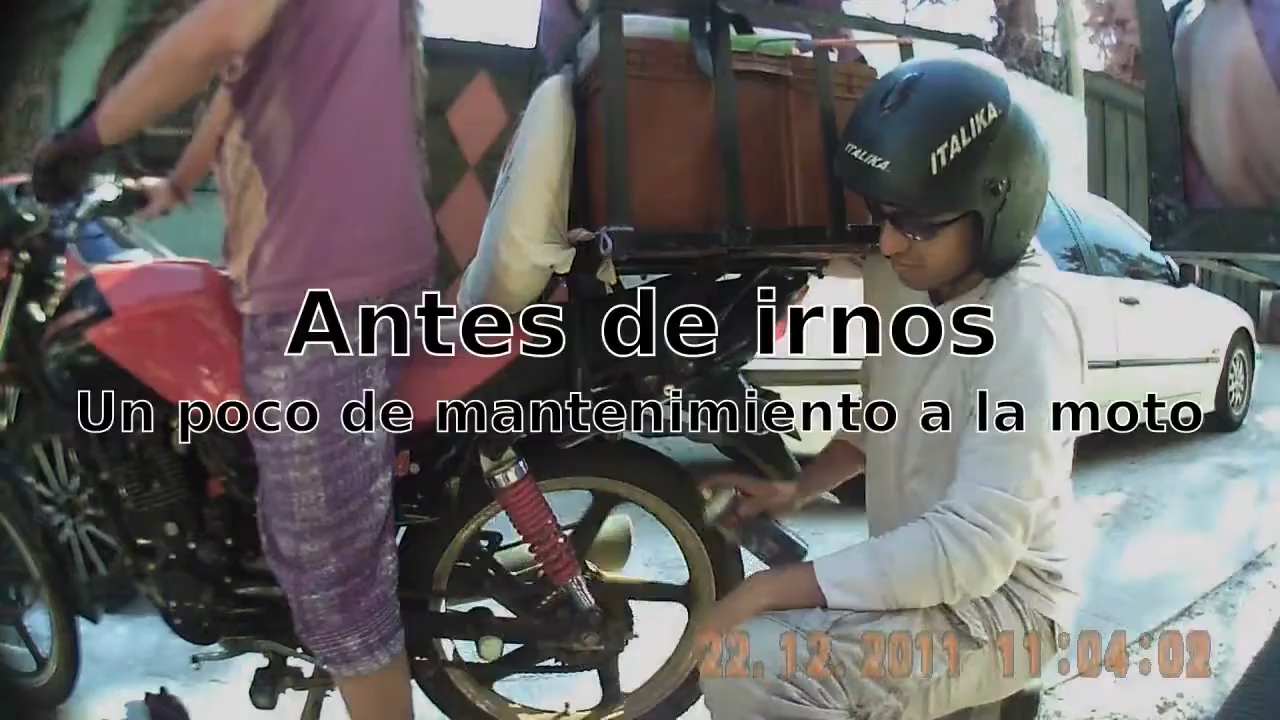 ITALIKA
ITALIKA
Antes de irnos
Un poco de mantenimiento a la moto
22.12.2011 11:04:02